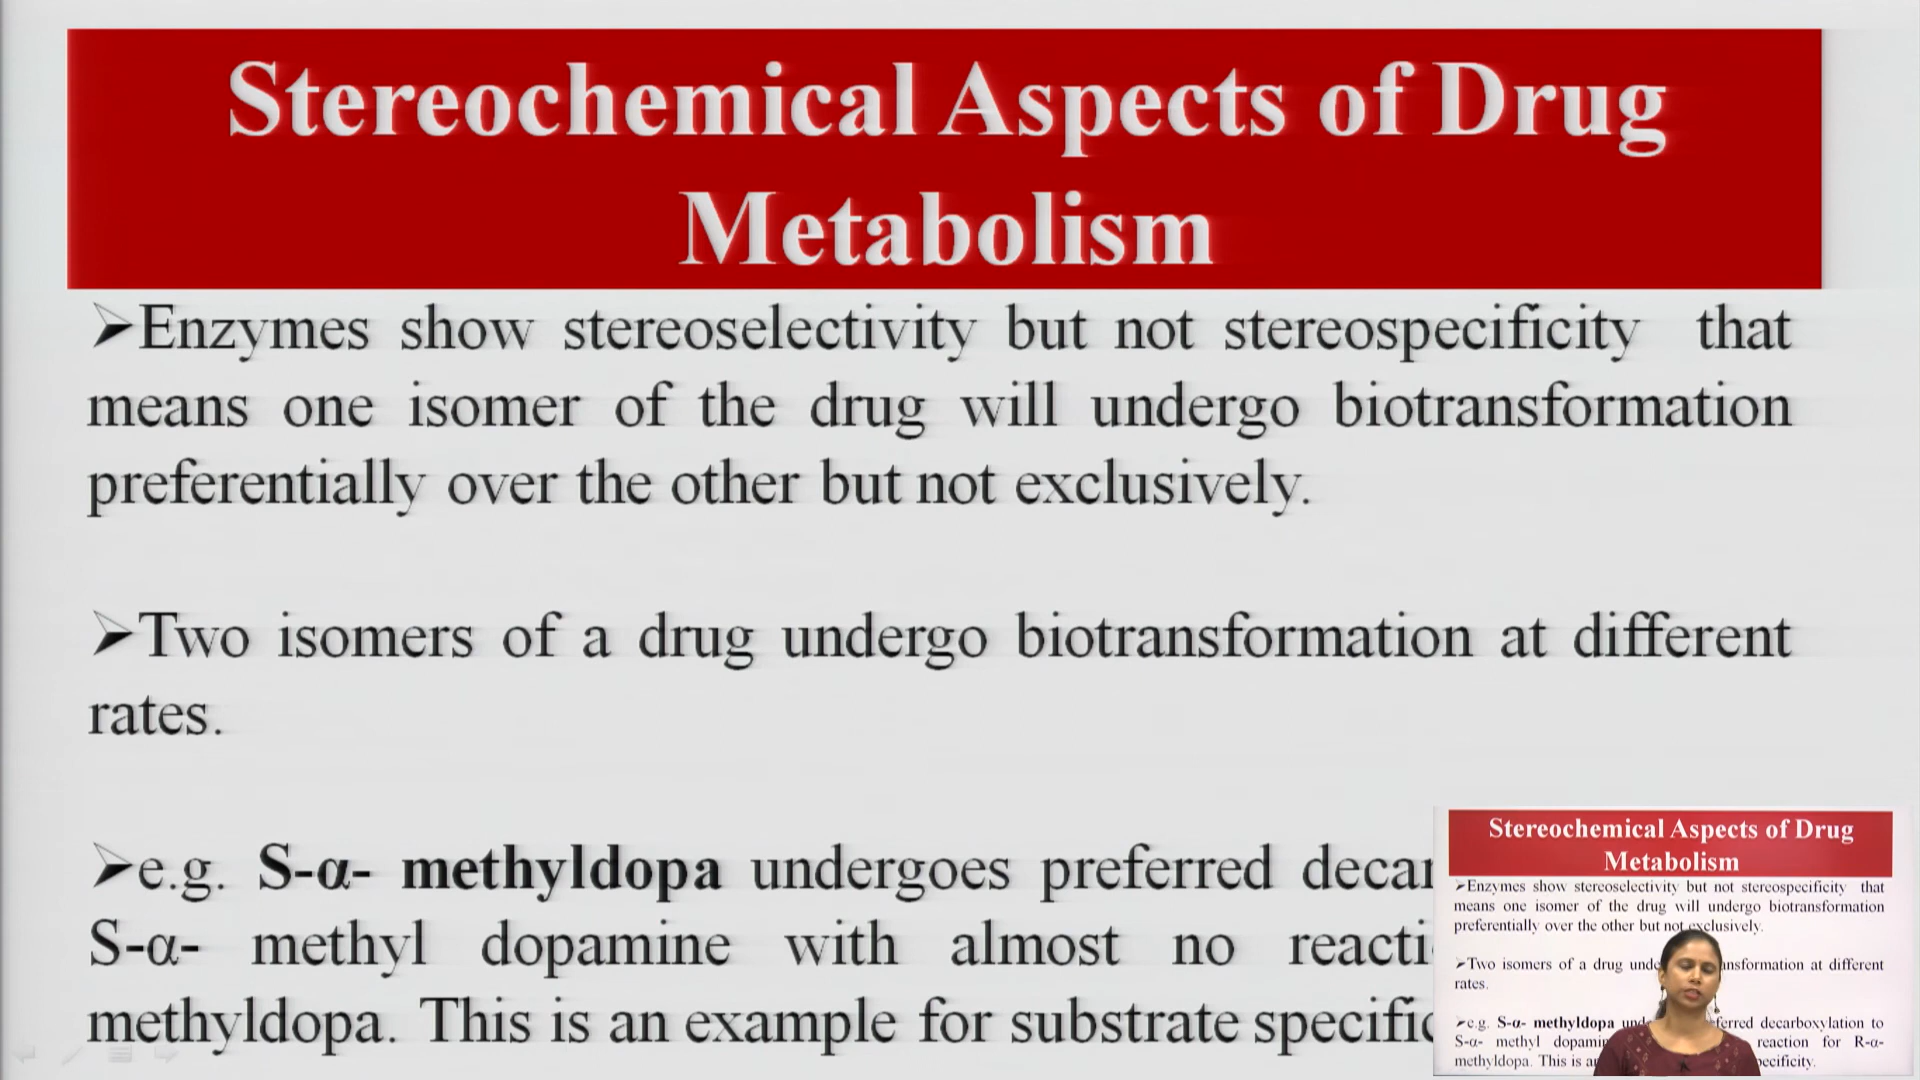 Stereochemical Aspects of Drug
Metabolism
➢Enzymes show stereoselectivity but not stereospecificity that
means one isomer of the drug will undergo biotransformation
preferentially over the other but not exclusively.
➢Two isomers of a drug undergo biotransformation at different
rates.
➢e.g. S-α- methyldopa undergoes preferred decar
S-α- methyl dopamine with almost no reacti
methyldopa. This is an example for substrate specific
Stereochemical Aspects of Drug
Metabolism
➢Enzymes show stereoselectivity but not stereospecificity that
means one isomer of the drug will undergo biotransformation
preferentially over the other but not exclusively.
➢Two isomers of a drug unde ansformation at different
rates.
➢e.g. S-α- methyldopa unde ferred decarboxylation to
S-α- methyl dopamin reaction for R-α-
methyldopa. This is an ecificity.